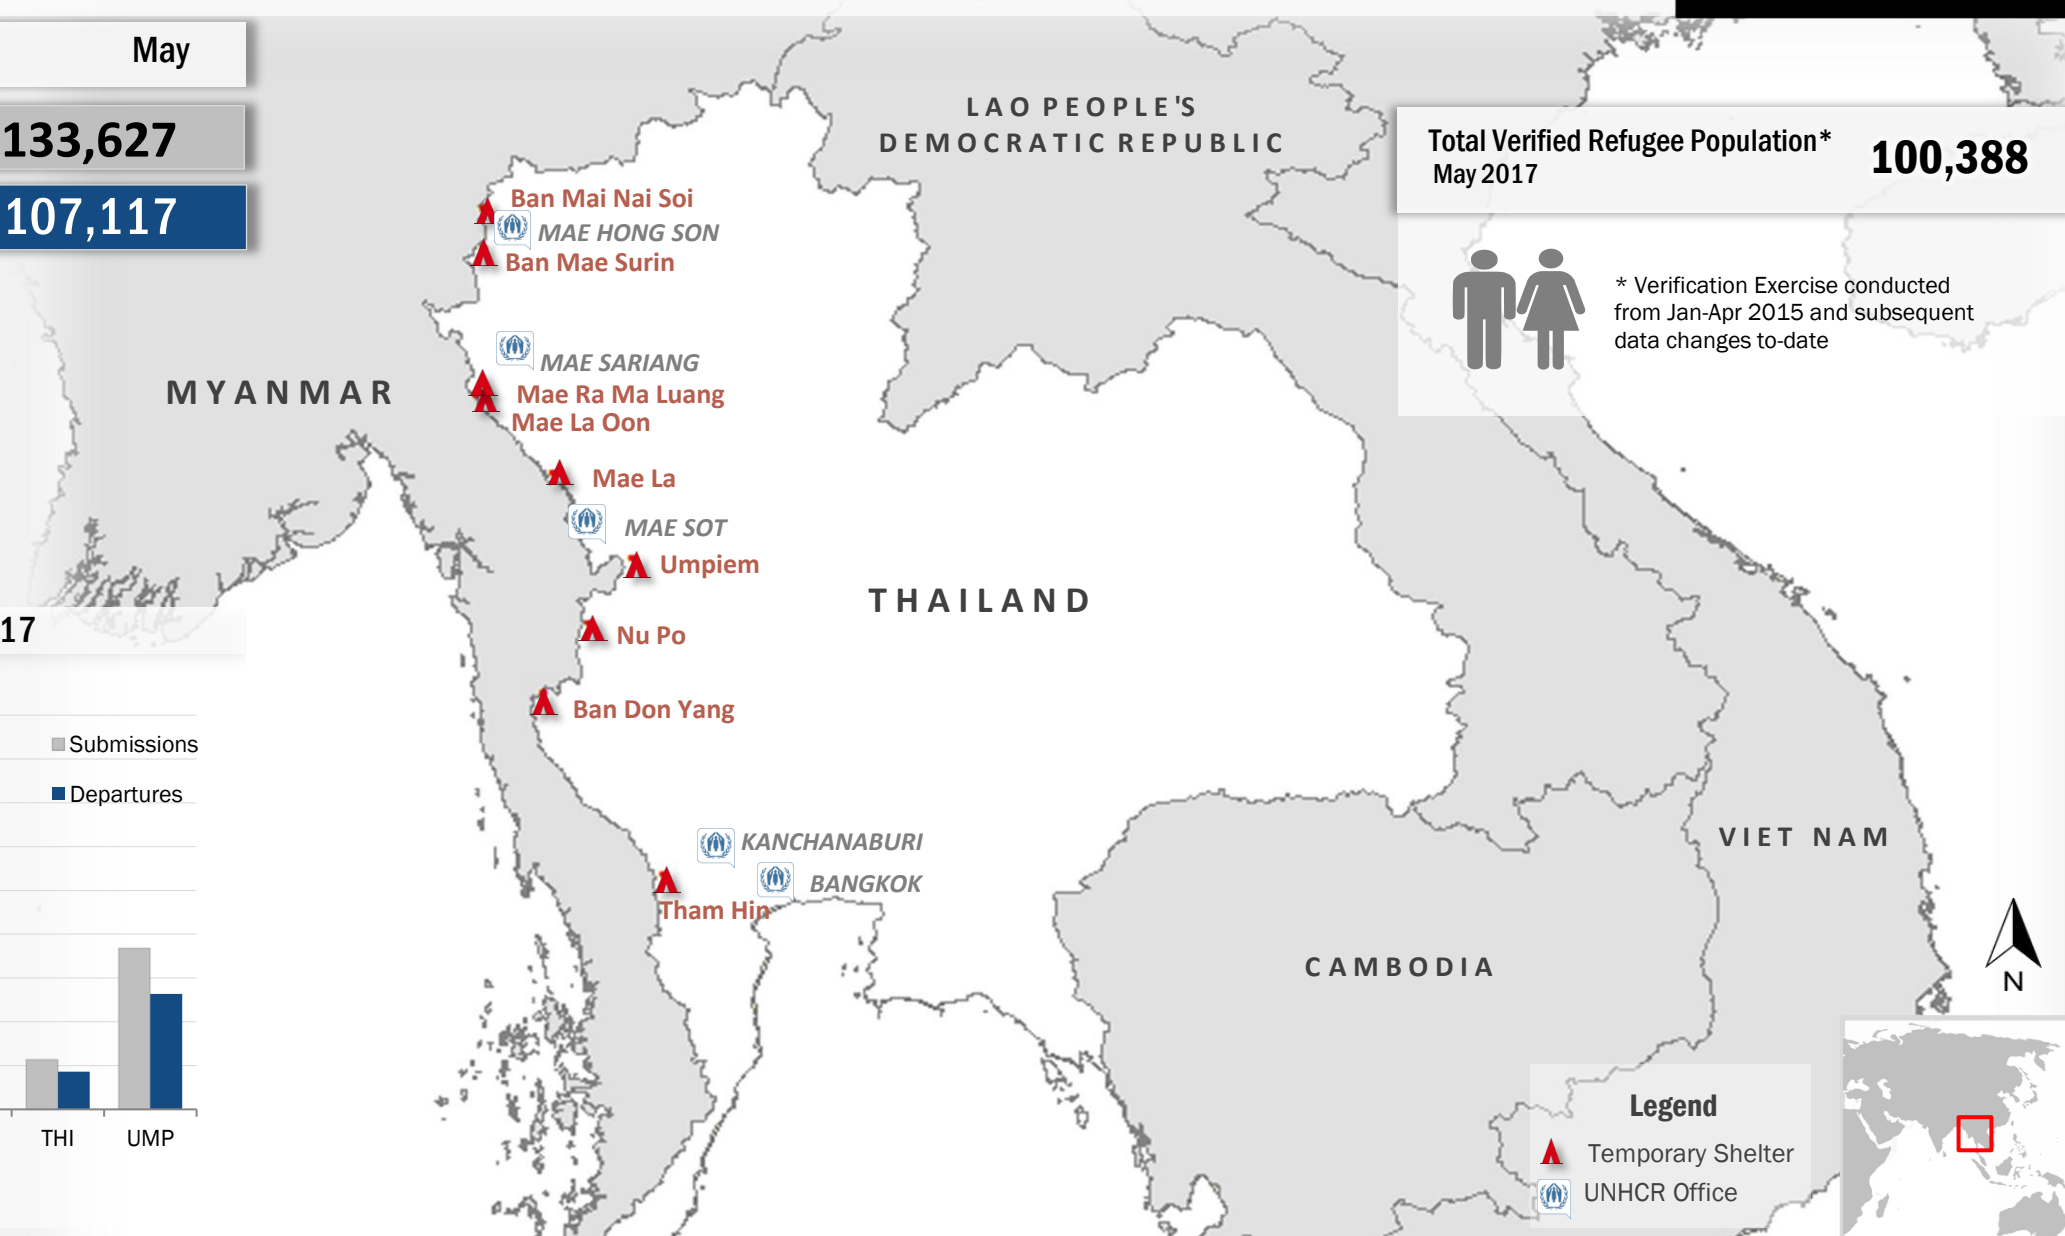 May
133,627
107,117
LAO PEOPLE'S
DEMOCRATIC REPUBLIC
Total Verified Refugee Population*
May 2017
100,388
* Verification Exercise conducted
from Jan-Apr 2015 and subsequent
data changes to-date
Ban Mai Nai Soi
MAE HONG SON
Ban Mae Surin
MAE SARIANG
MYANMAR
Mae Ra Ma Luang
Mae La Oon
Mae La
MAE SOT
Umpiem
THAILAND
17
Nu Po
Ban Don Yang
Submissions
Departures
KANCHANABURI
VIET NAM
BANGKOK
Tham Hin
CAMBODIA
N
Legend
Temporary Shelter
UNHCR Office
THI
UMP